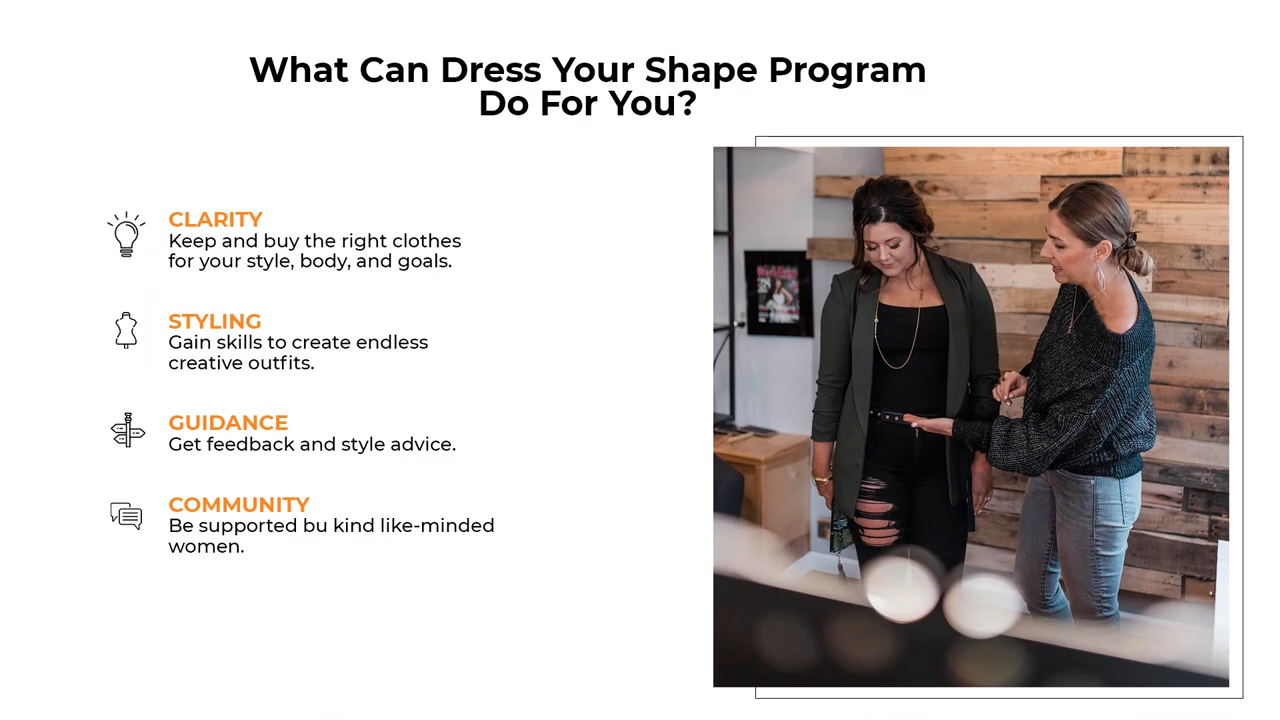 What Can Dress Your Shape Program
Do For You?
CLARITY
Keep and buy the right clothes
for your style, body, and goals.
STYLING
Gain skills to create endless
creative outfits.
GUIDANCE
Get feedback and style advice.
COMMUNITY
Be supported bu kind like-minded
women.